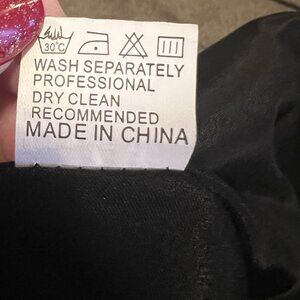 30°C
WASH SEPARATELY
PROFESSIONAL
DRY CLEAN
RECOMMENDED
MADE IN CHINA